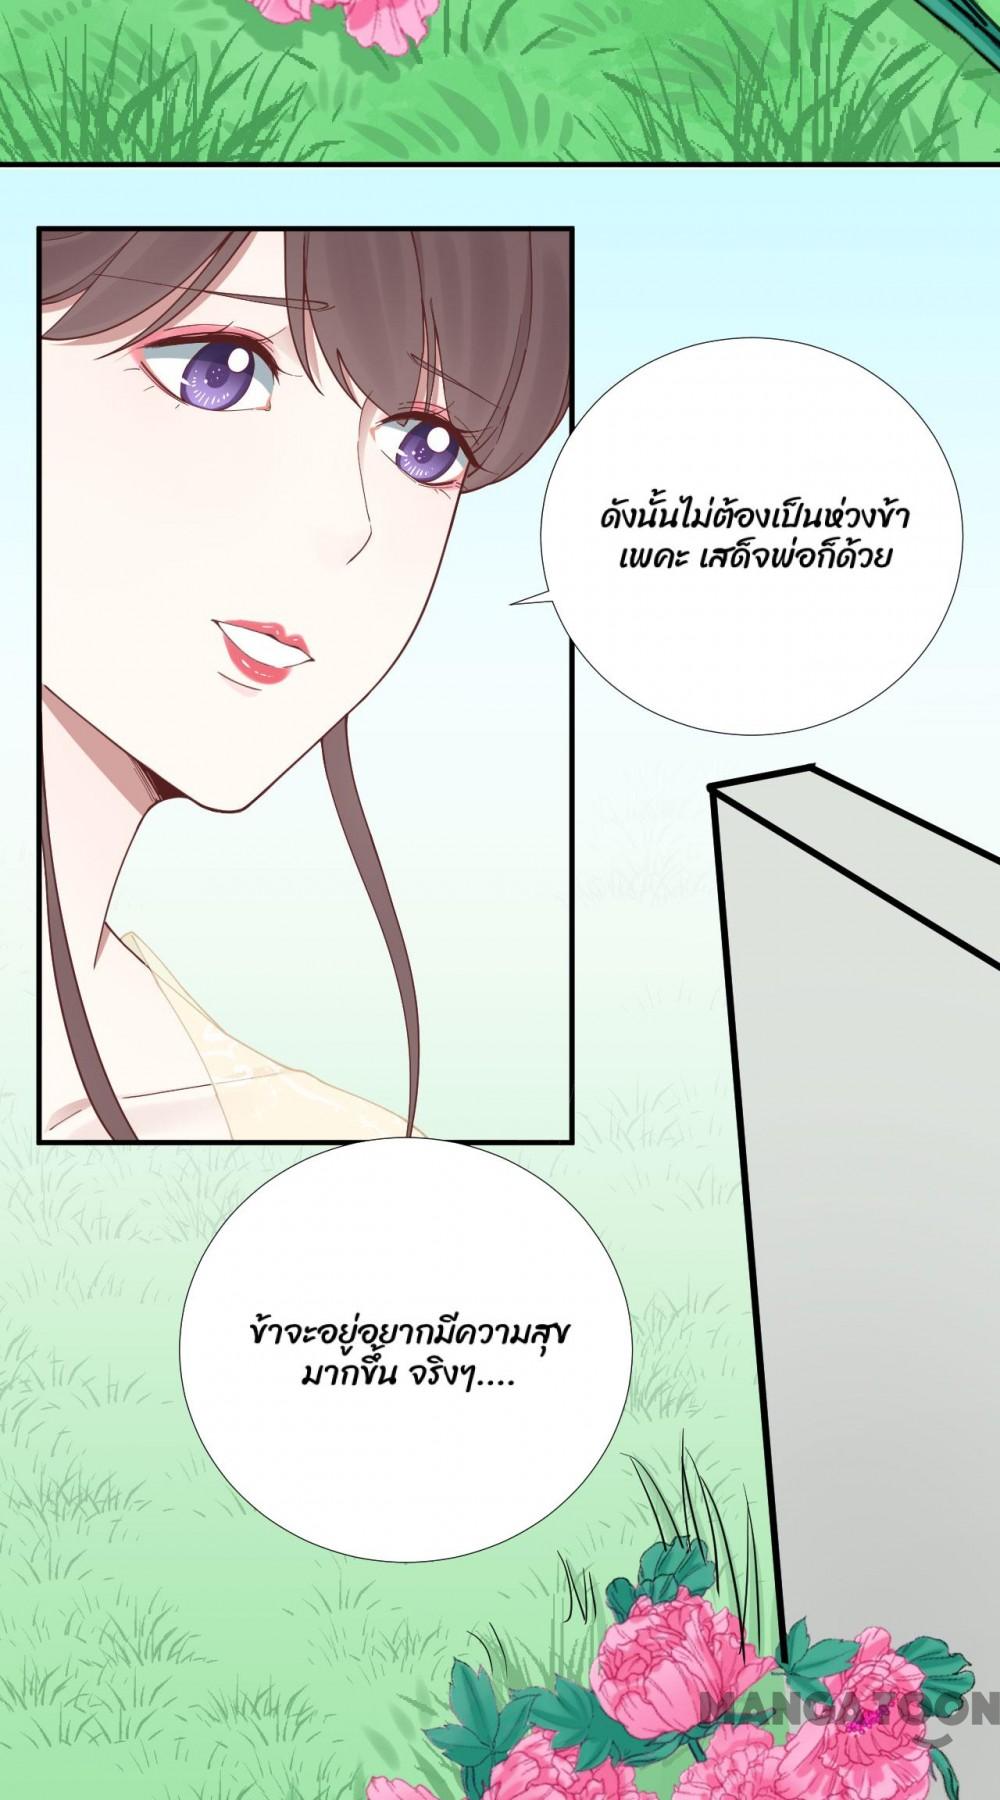 ดังนั้นไม่ต้องเป็นห่วงข้า
เพคะ เสด็จพ่อก็ด้วย
ข้าจะอยู่อยากมีความสุข
มากขึ้น จริงๆ....
MANGATOON